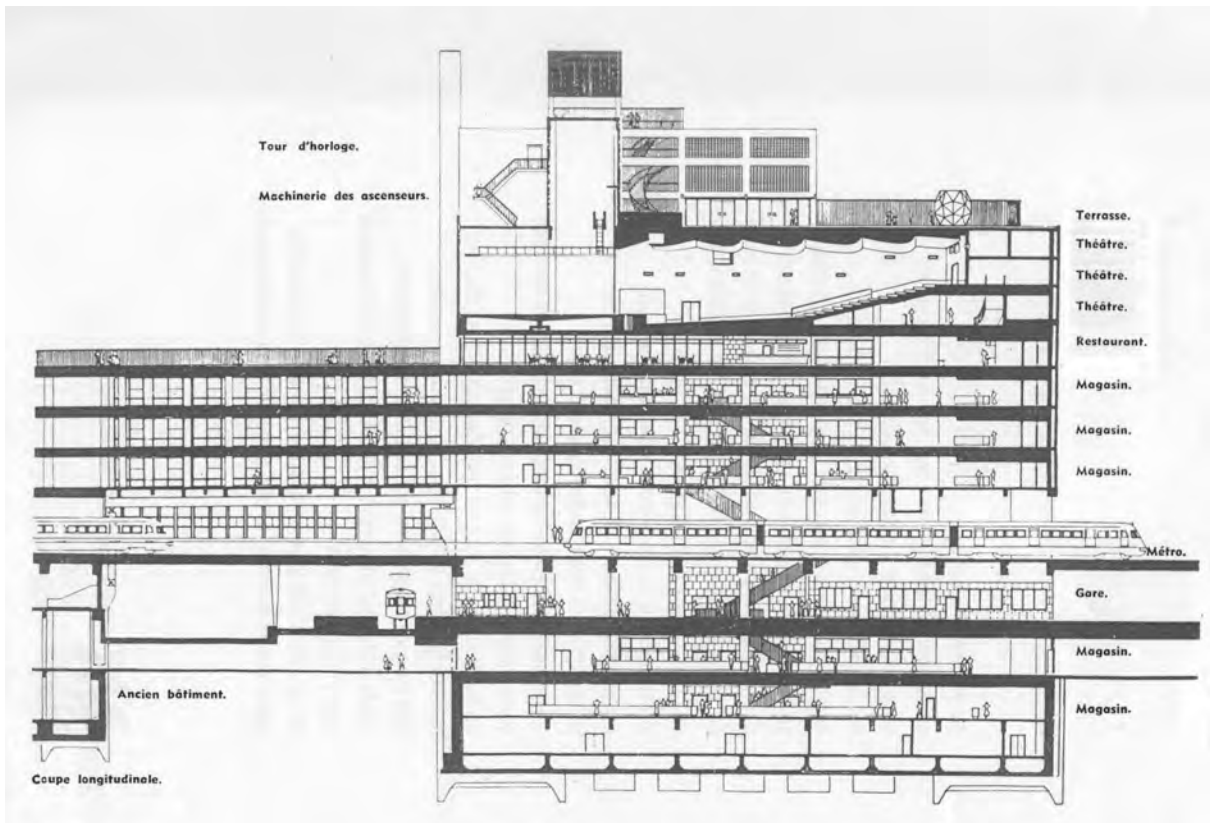 Tour d'horloge.
Machinerie des ascenseurs.
Terrasse.
Théâtre.
Théâtre.
Théâtre.
Restaurant.
Magasin.
Magasin.
Magasin.
Métro.
Gare.
Magasin.
Ancien bâtiment.
Magasin.
Coupe longitudinale.